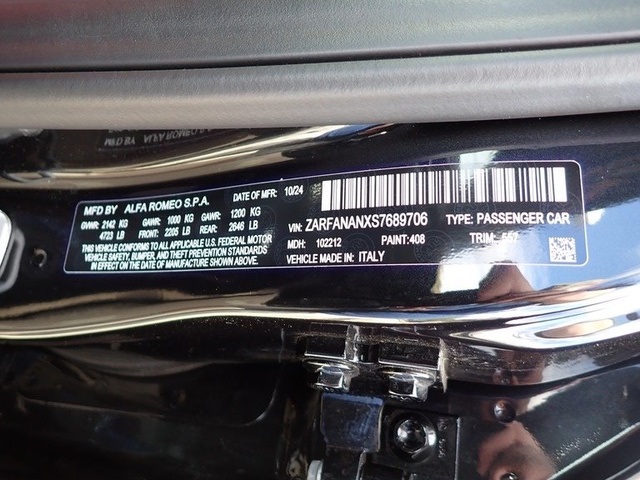 MFD BY ALFA ROMEO S.P.A. DATE OF MFR: 10/24
GVWR: 2142 KG GAWR: 1000 KG GAWR: 1200 KG
4723 LB FRONT: 2205 LB REAR: 2646 LB
THIS VEHICLE CONFORMS TO ALL APPLICABLE U.S. FEDERAL MOTOR
VEHICLE SAFETY, BUMPER, AND THEFT PREVENTION STANDARDS
IN EFFECT ON THE DATE OF MANUFACTURE SHOWN ABOVE.
VIN: ZARFANANXS7689706 TYPE: PASSENGER CAR
MDH: 102212 PAINT: 408 TRIM:
VEHICLE MADE IN: ITALY